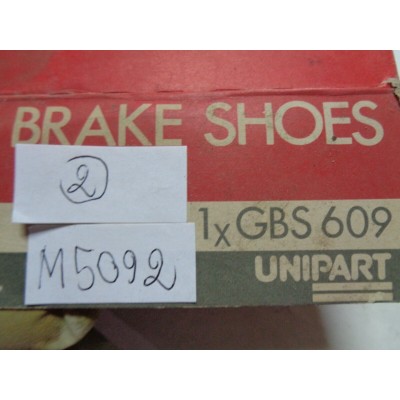 BRAKE SHOES
2
1x GBS 609
M5092
UNIPART